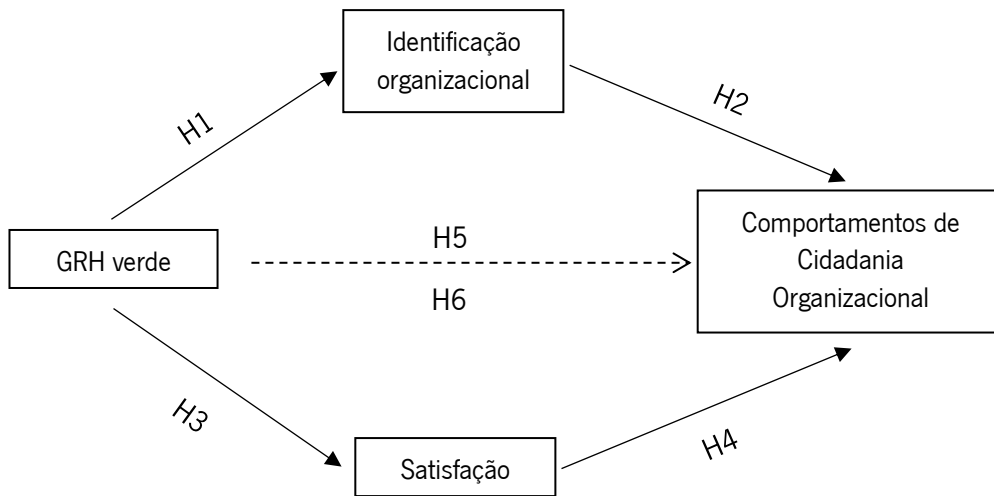 Identificação
organizacional
H1
H2
GRH verde
H5
H6
Comportamentos de
Cidadania
Organizacional
H3
H4
Satisfação